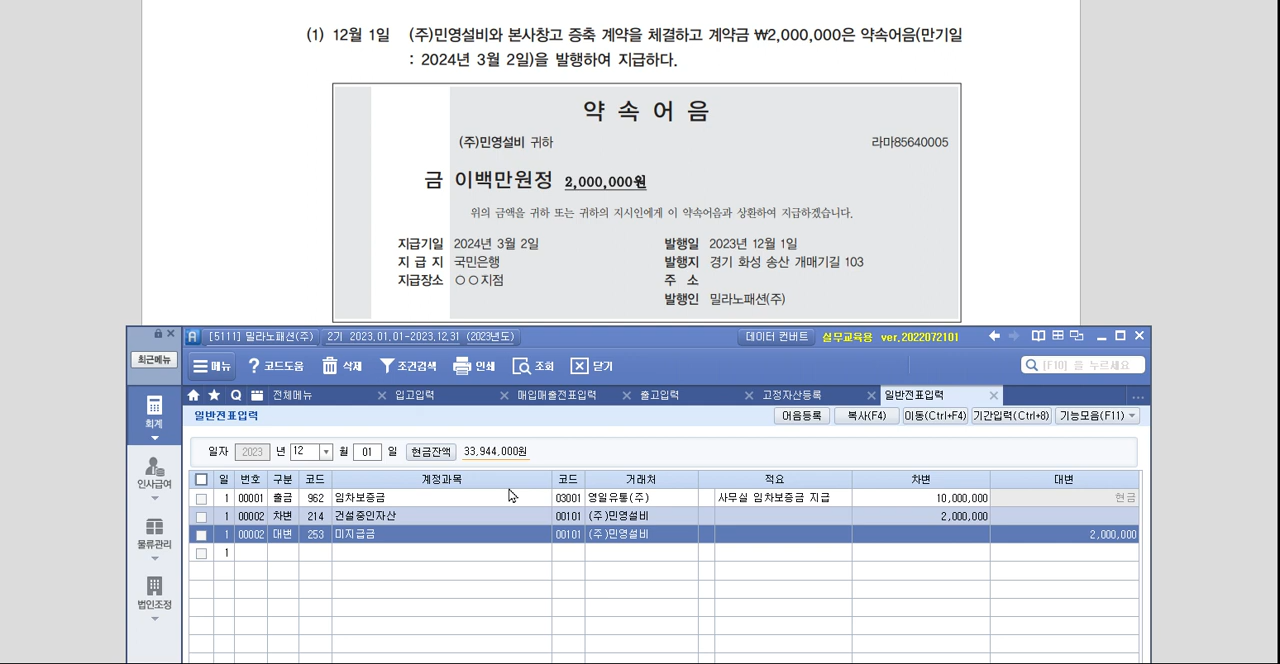 (1) 12월 1일 (주)민영설비와 본사창고 증축 계약을 체결하고 계약금 ₩2,000,000은 약속어음(만기일
: 2024년 3월 2일)을 발행하여 지급하다.
약 속 어 음
(주)민영설비 귀하 라마85640005
금 이백만원정 2,000,000원
위의 금액을 귀하 또는 귀하의 지시인에게 이 약속어음과 상환하여 지급하겠습니다.
지급기일 2024년 3월 2일 발행일 2023년 12월 1일
지 급 지 국민은행 발행지 경기 화성 송산 개매기길 103
지급장소 ○○지점 주 소
발행인 밀라노패션(주)
최근메뉴
A [5111] 밀라노패션(주) 2기 2023.01.01~2023.12.31 (2023년도) 데이터 컨버트 실무교육용 ver.2022072101
메뉴 ? 코드도움 삭제 조건검색 인쇄 조회 닫기 [F10] 을 누르세요
전체메뉴 입고입력 매입매출전표입력 출고입력 고정자산등록 일반전표입력 ...
회계
인사급여
물류관리
법인조정
일반전표입력 어음등록 복사(F4) 이동(Ctrl+F4) 기간입력(Ctrl+8) 기능모음(F11)
일자 2023 년 12 월 01 일 현금잔액 33,944,000원
일 번호 구분 코드 계정과목 코드 거래처 적요 차변 대변
1 00001 출금 962 임차보증금 03001 영일유통(주) 사무실 임차보증금 지급 10,000,000 현금
1 00002 차변 214 건설중인자산 00101 (주)민영설비 2,000,000
1 00002 대변 253 미지급금 00101 (주)민영설비 2,000,000
1